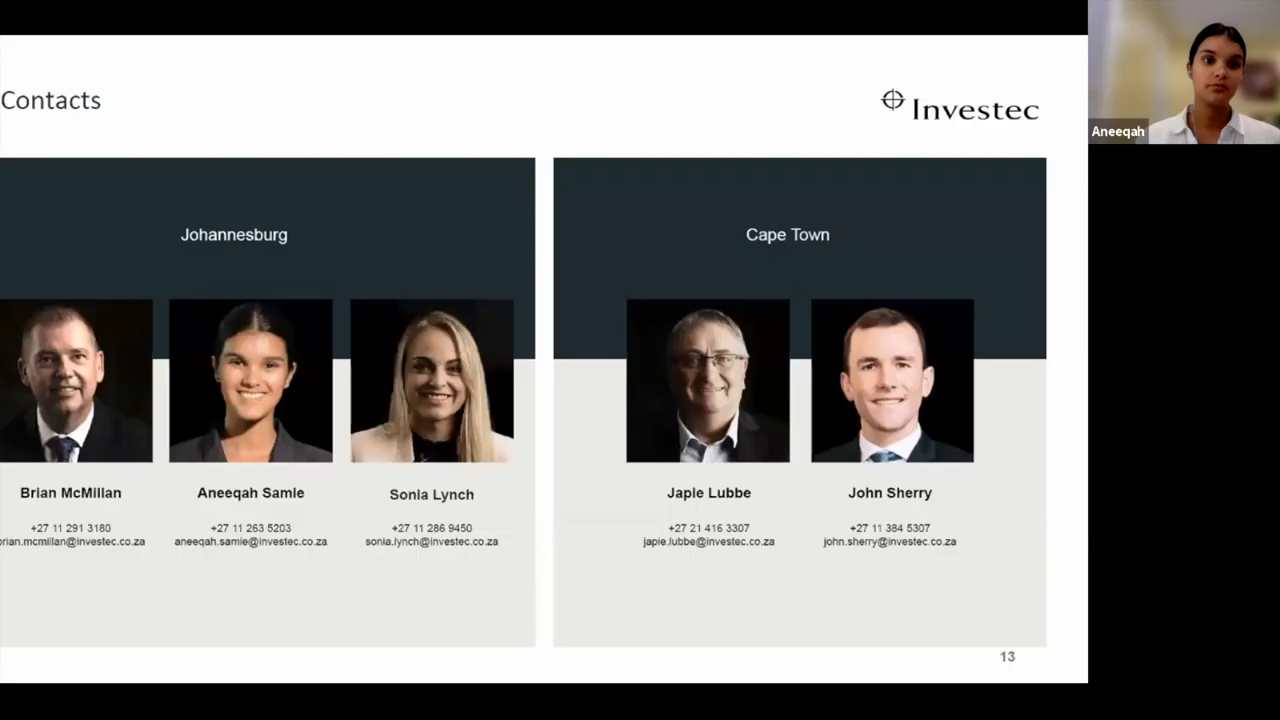 Contacts
Investec
Aneeqah
Johannesburg
Cape Town
Brian McMillan
Aneeqah Samie
Sonia Lynch
Japie Lubbe
John Sherry
+27 11 291 3180
+27 11 263 5203
+27 11 286 9450
+27 21 416 3307
+27 11 384 5307
brian.mcmillan@investec.co.za
aneeqah.samie@investec.co.za
sonia.lynch@investec.co.za
japie.lubbe@investec.co.za
john.sherry@investec.co.za
13